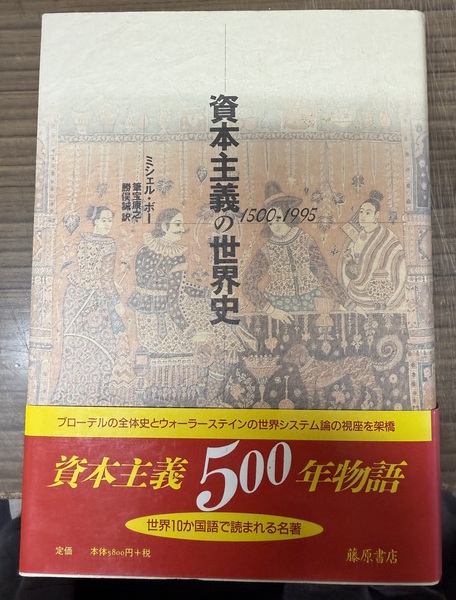 資本主義の世界史
1500-1995
ミシェル・ボー
筆宝康之
勝俣誠 訳
ブローデルの全体史とウォーラーステインの世界システム論の視座を架橋
資本主義500年物語
世界10か国語で読まれる名著
定価 本体5800円+税
藤原書店